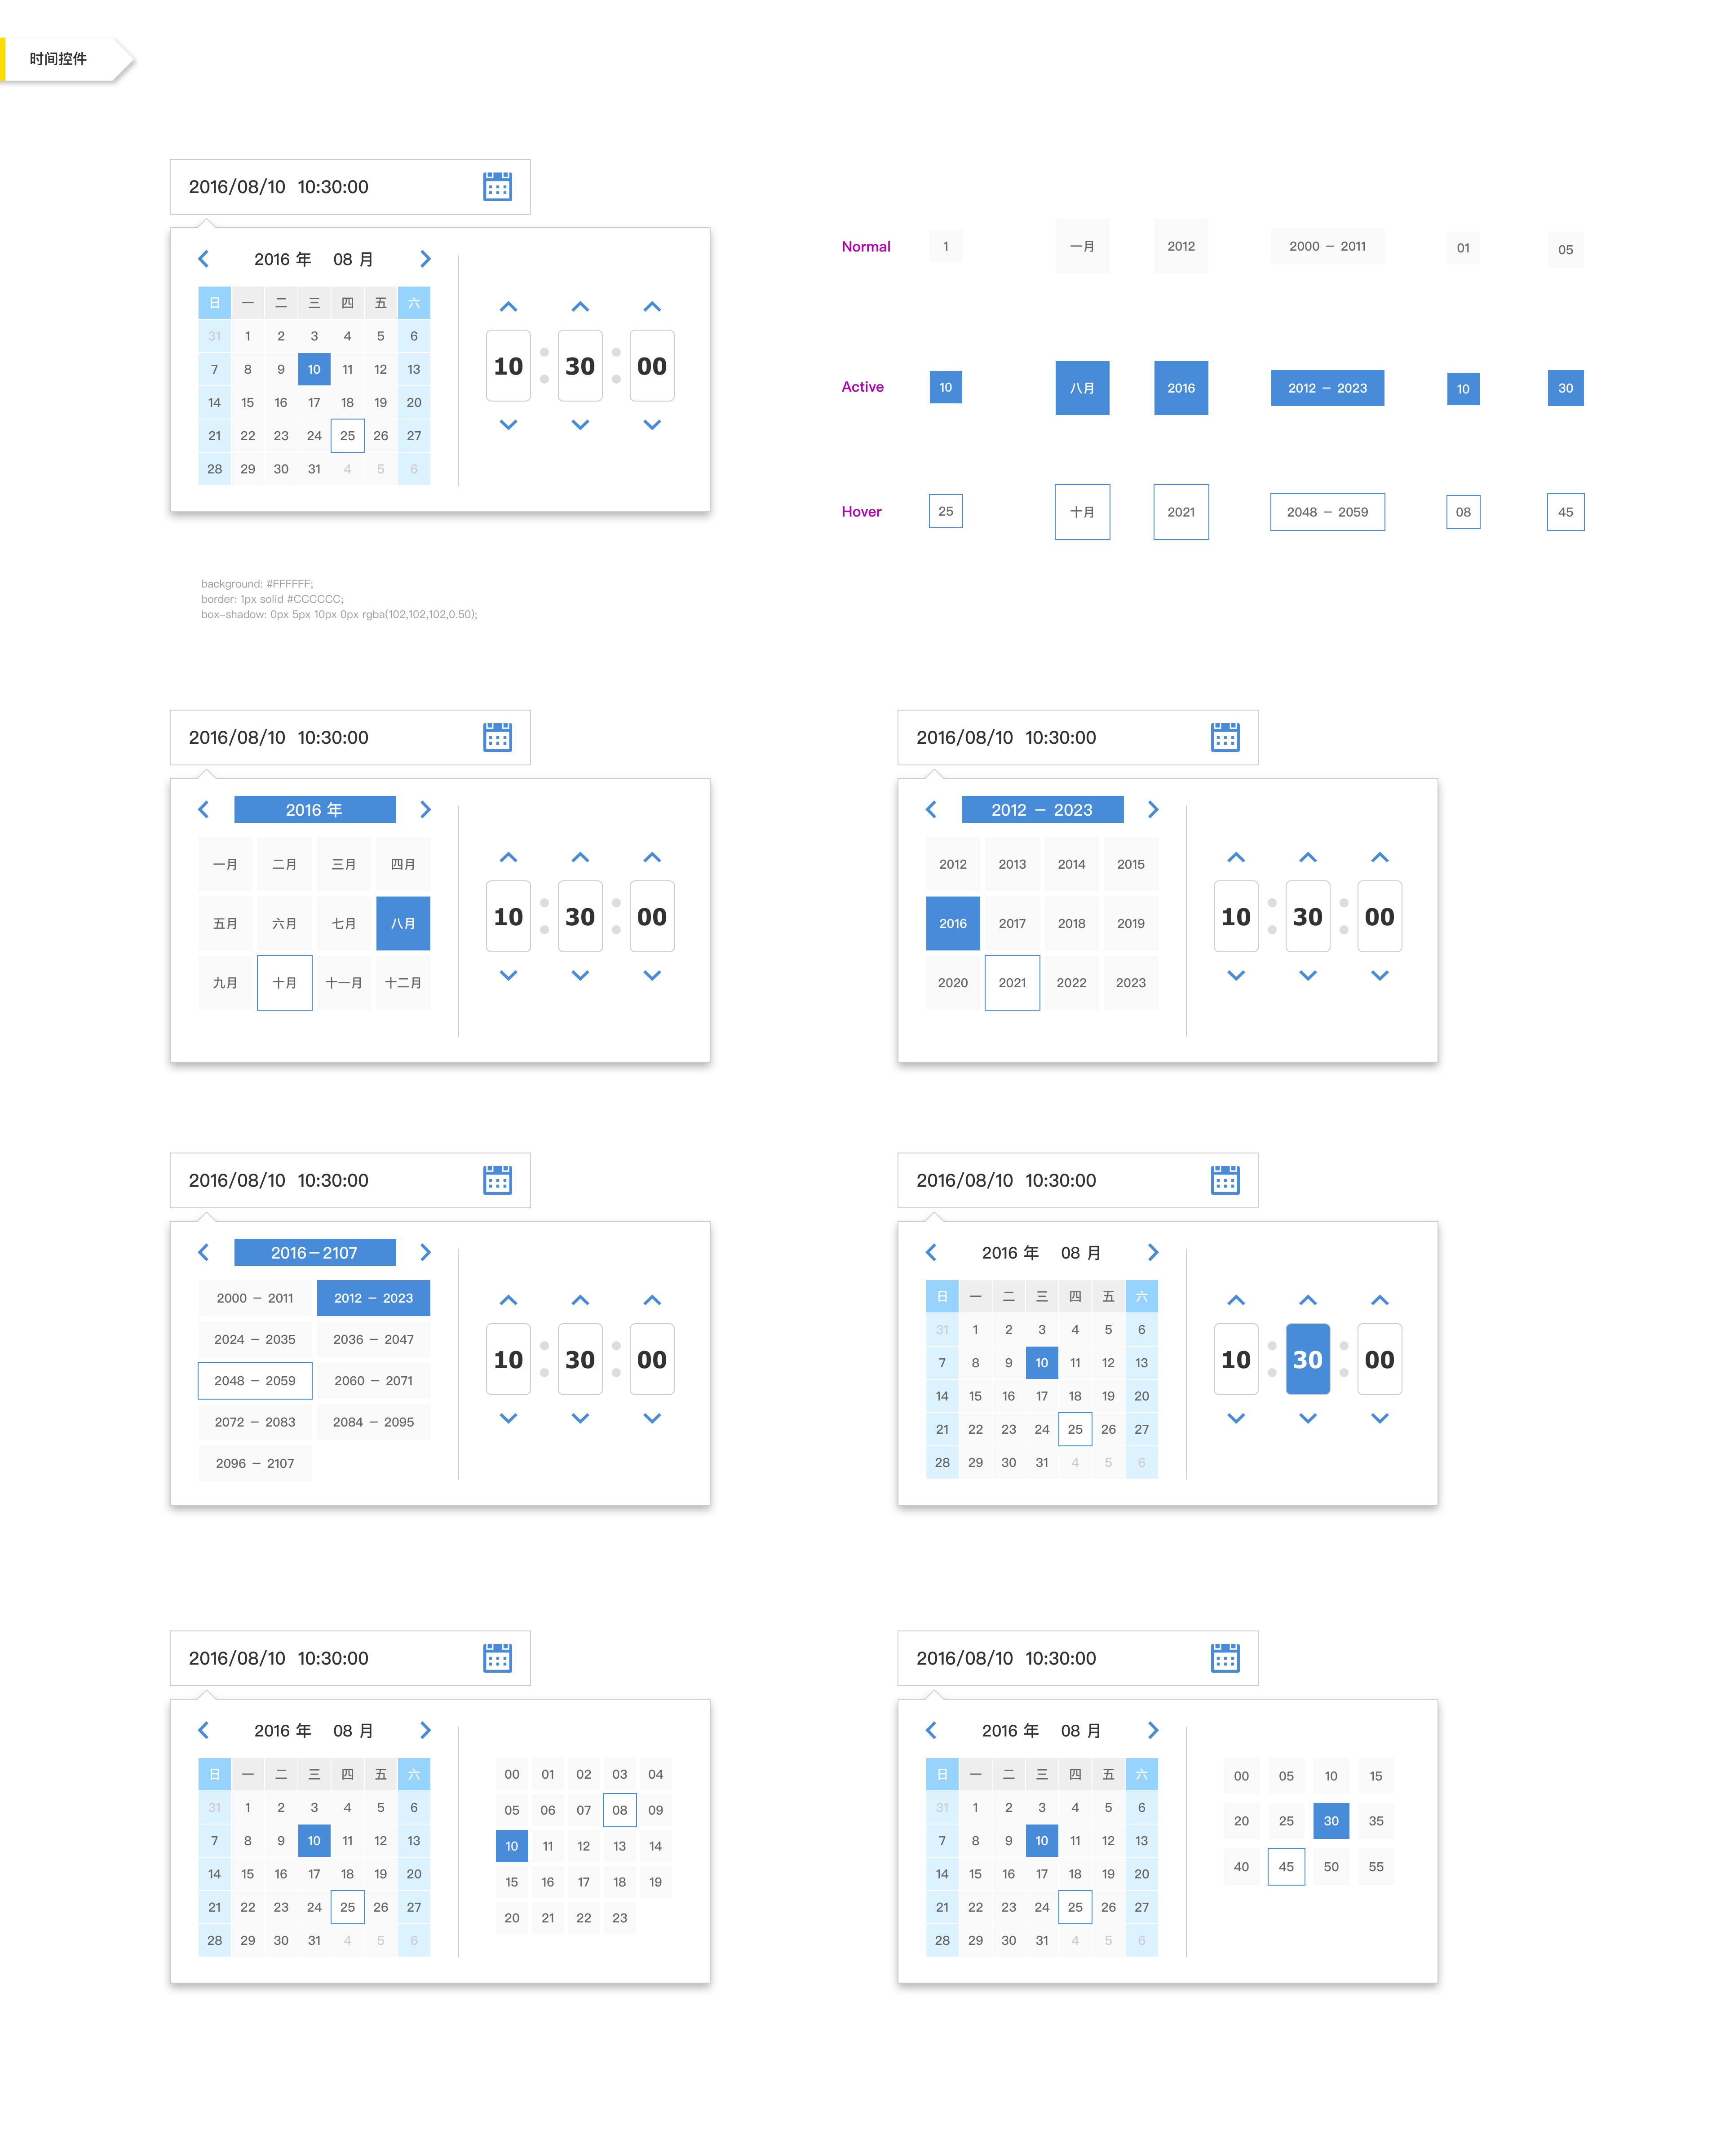 时间控件
2016/08/10 10:30:00
2016 年 08 月
日 一 二 三 四 五 六
31 1 2 3 4 5 6
7 8 9 10 11 12 13
14 15 16 17 18 19 20
21 22 23 24 25 26 27
28 29 30 31 4 5 6
10 : 30 : 00
Normal 1 一月 2012 2000 - 2011 01 05
Active 10 八月 2016 2012 - 2023 10 30
Hover 25 十月 2021 2048 - 2059 08 45
background: #FFFFFF;
border: 1px solid #CCCCCC;
box-shadow: 0px 5px 10px 0px rgba(102,102,102,0.50);
2016/08/10 10:30:00
2016 年
一月 二月 三月 四月
五月 六月 七月 八月
九月 十月 十一月 十二月
10 : 30 : 00
2016/08/10 10:30:00
2012 - 2023
2012 2013 2014 2015
2016 2017 2018 2019
2020 2021 2022 2023
10 : 30 : 00
2016/08/10 10:30:00
2016-2107
2000 - 2011 2012 - 2023
2024 - 2035 2036 - 2047
2048 - 2059 2060 - 2071
2072 - 2083 2084 - 2095
2096 - 2107
10 : 30 : 00
2016/08/10 10:30:00
2016 年 08 月
日 一 二 三 四 五 六
31 1 2 3 4 5 6
7 8 9 10 11 12 13
14 15 16 17 18 19 20
21 22 23 24 25 26 27
28 29 30 31 4 5 6
10 : 30 : 00
2016/08/10 10:30:00
2016 年 08 月
日 一 二 三 四 五 六
31 1 2 3 4 5 6
7 8 9 10 11 12 13
14 15 16 17 18 19 20
21 22 23 24 25 26 27
28 29 30 31 4 5 6
00 01 02 03 04
05 06 07 08 09
10 11 12 13 14
15 16 17 18 19
20 21 22 23
2016/08/10 10:30:00
2016 年 08 月
日 一 二 三 四 五 六
31 1 2 3 4 5 6
7 8 9 10 11 12 13
14 15 16 17 18 19 20
21 22 23 24 25 26 27
28 29 30 31 4 5 6
00 05 10 15
20 25 30 35
40 45 50 55